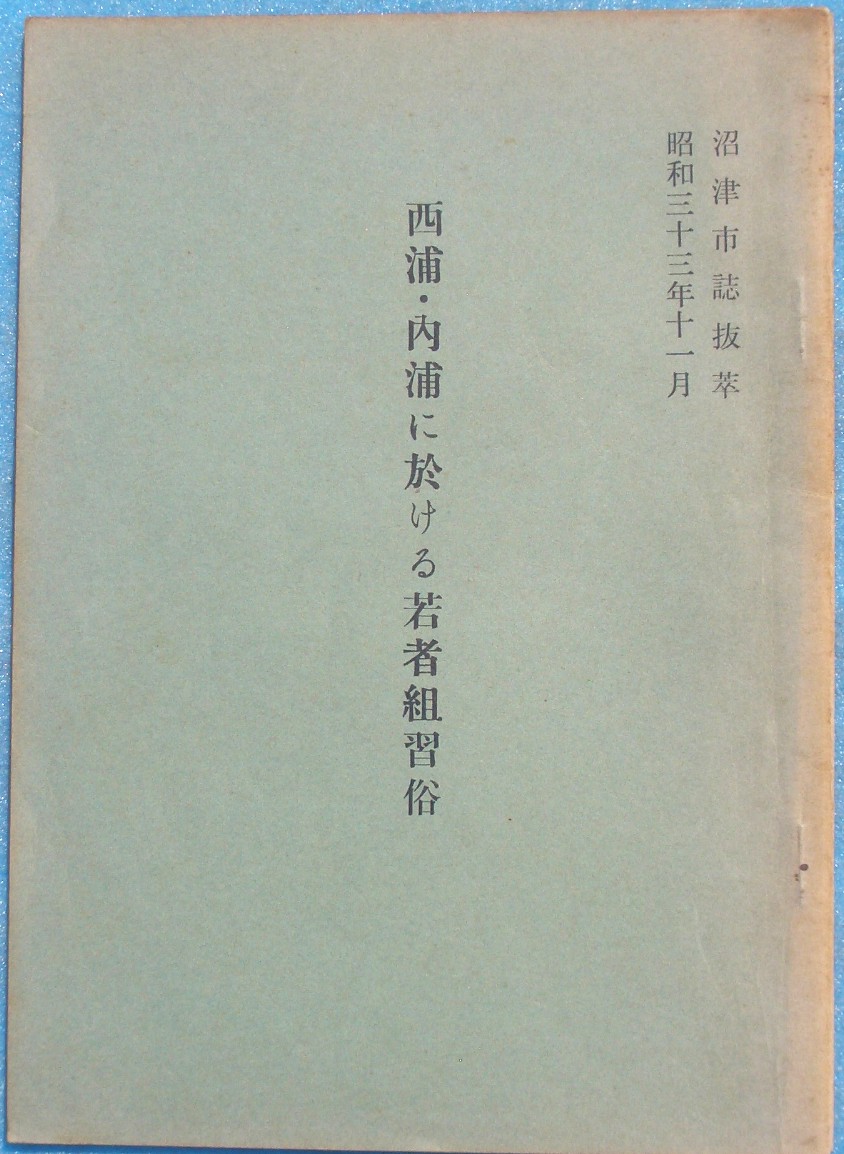 沼津市誌抜萃
昭和三十三年十一月
西浦・内浦に於ける若者組習俗